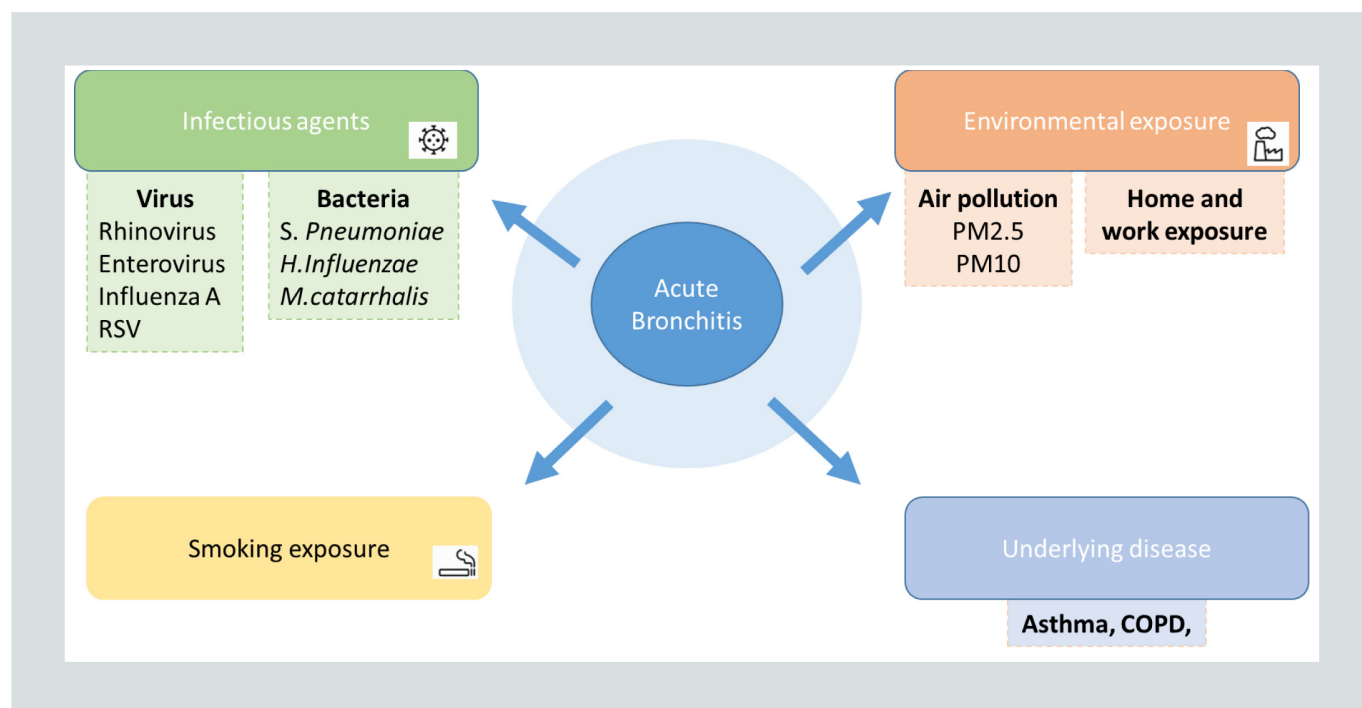 Infectious agents
Virus
Rhinovirus
Enterovirus
Influenza A
RSV
Bacteria
S. Pneumoniae
H.Influenzae
M.catarrhalis
Environmental exposure
Air pollution
PM2.5
PM10
Home and
work exposure
Acute
Bronchitis
Smoking exposure
Underlying disease
Asthma, COPD,